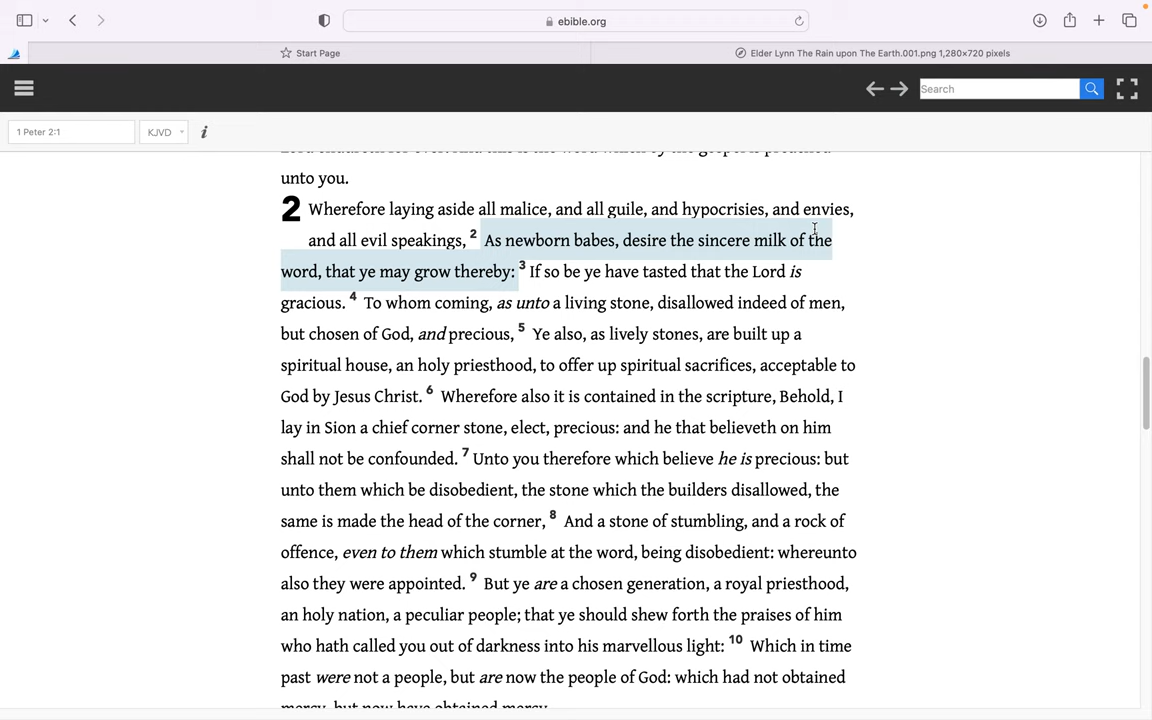 ebible.org
Start Page
Elder Lynn The Rain upon The Earth.001.png 1,280×720 pixels
Search
1 Peter 2:1
KJVD
i
unto you.
2 Wherefore laying aside all malice, and all guile, and hypocrisies, and envies,
and all evil speakings, 2 As newborn babes, desire the sincere milk of the
word, that ye may grow thereby: 3 If so be ye have tasted that the Lord is
gracious. 4 To whom coming, as unto a living stone, disallowed indeed of men,
but chosen of God, and precious, 5 Ye also, as lively stones, are built up a
spiritual house, an holy priesthood, to offer up spiritual sacrifices, acceptable to
God by Jesus Christ. 6 Wherefore also it is contained in the scripture, Behold, I
lay in Sion a chief corner stone, elect, precious: and he that believeth on him
shall not be confounded. 7 Unto you therefore which believe he is precious: but
unto them which be disobedient, the stone which the builders disallowed, the
same is made the head of the corner, 8 And a stone of stumbling, and a rock of
offence, even to them which stumble at the word, being disobedient: whereunto
also they were appointed. 9 But ye are a chosen generation, a royal priesthood,
an holy nation, a peculiar people; that ye should shew forth the praises of him
who hath called you out of darkness into his marvellous light: 10 Which in time
past were not a people, but are now the people of God: which had not obtained
mercy, but now have obtained mercy.